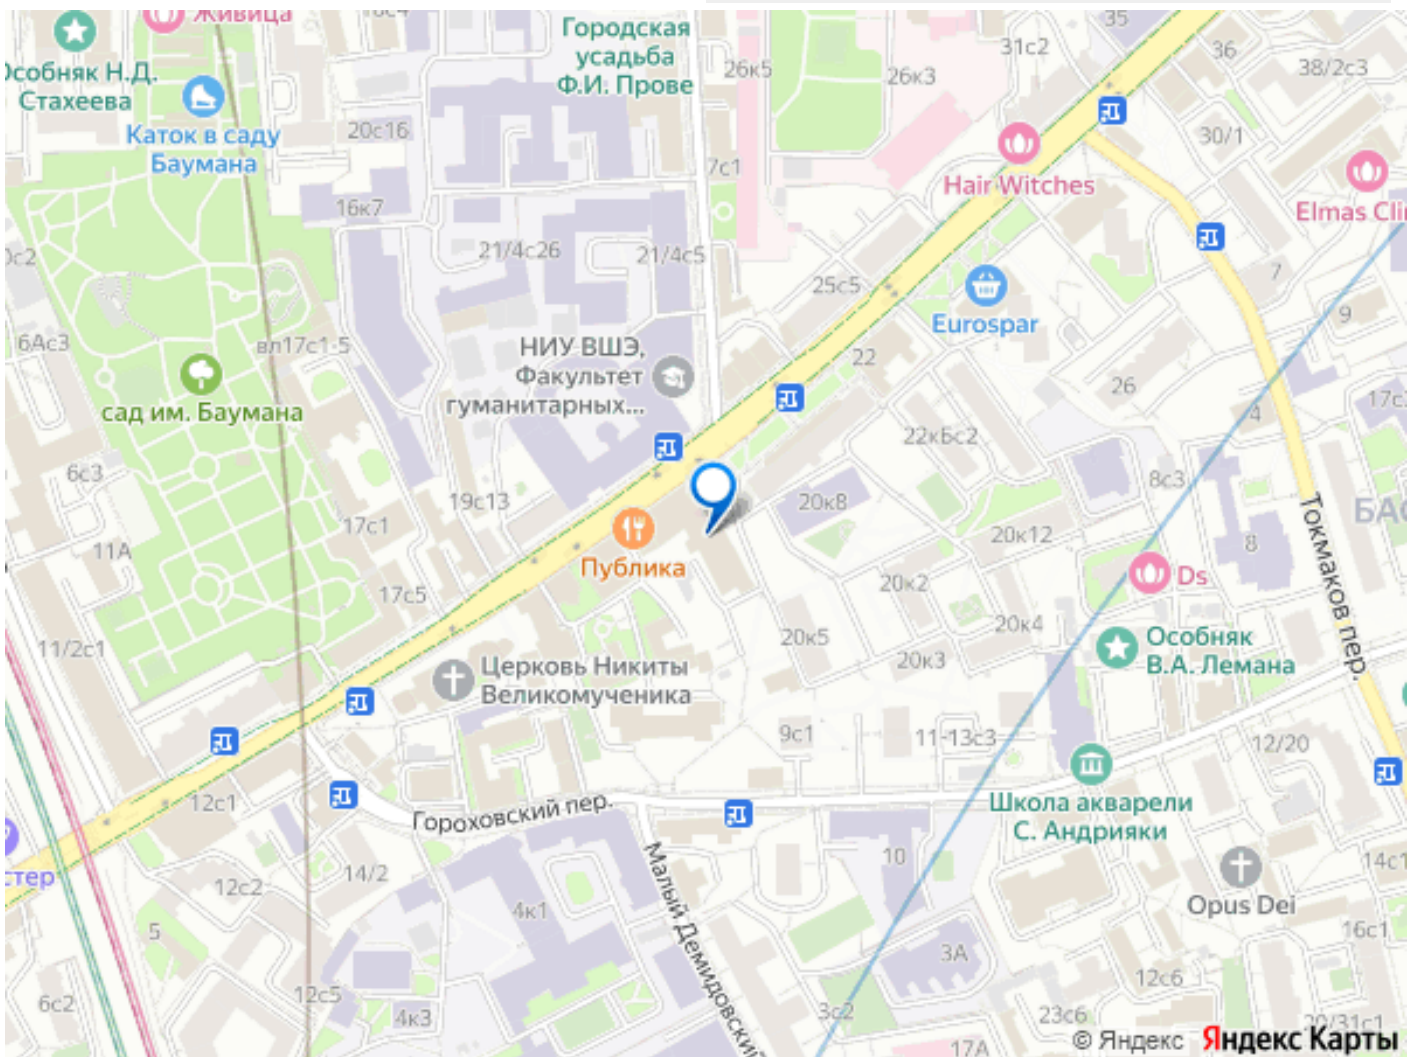 Живица
Особняк Н.Д.
Стахеева
Каток в саду
Баумана
Городская
усадьба
Ф.И. Прове
20с16
16к7
26к5
26к3
31с2
35
36
38/2с3
30/1
7с1
Hair Witches
Elmas Cli
21/4с26
21/4с5
25с5
Eurospar
7
9
6Ас3
вл17с1-5
сад им. Баумана
НИУ ВШЭ,
Факультет
гуманитарных...
22
26
4
22кБс2
8с3
6с3
19с13
17с1
11А
Публика
20к8
20к12
20к2
8
Ds
Токмаков пер.
17с5
11/2с1
20к5
20к4
20к3
Особняк
В.А. Лемана
Церковь Никиты
Великомученика
9с1
11-13с3
12/20
12с1
Гороховский пер.
Школа акварели
С. Андрияки
стер
12с2
14/2
4к1
Малый Демидовский
10
14с1
Opus Dei
16с1
5
3А
12с6
6с2
12с5
4к3
3с2
23с6
17А
20/31с1
© Яндекс Яндекс Карты